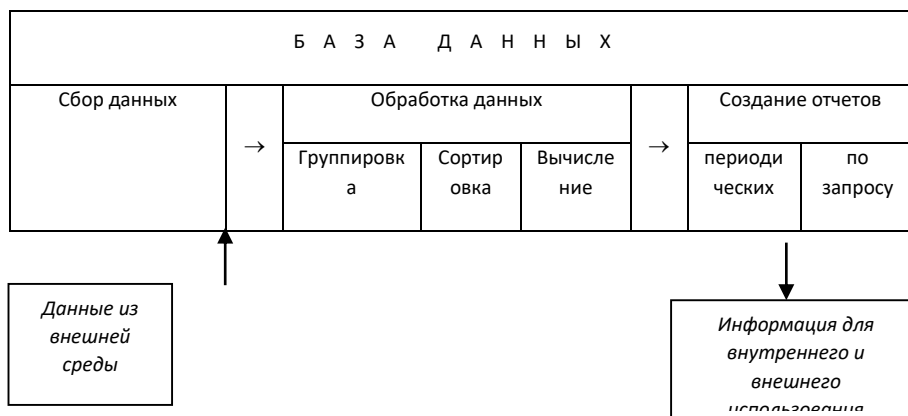 Б А З А Д А Н Н Ы Х
Сбор данных
→
Обработка данных
→
Создание отчетов
Группировк
а
Сортир
овка
Вычисле
ние
периоди
ческих
по
запросу
Данные из
внешней
среды
Информация для
внутреннего и
внешнего
использования